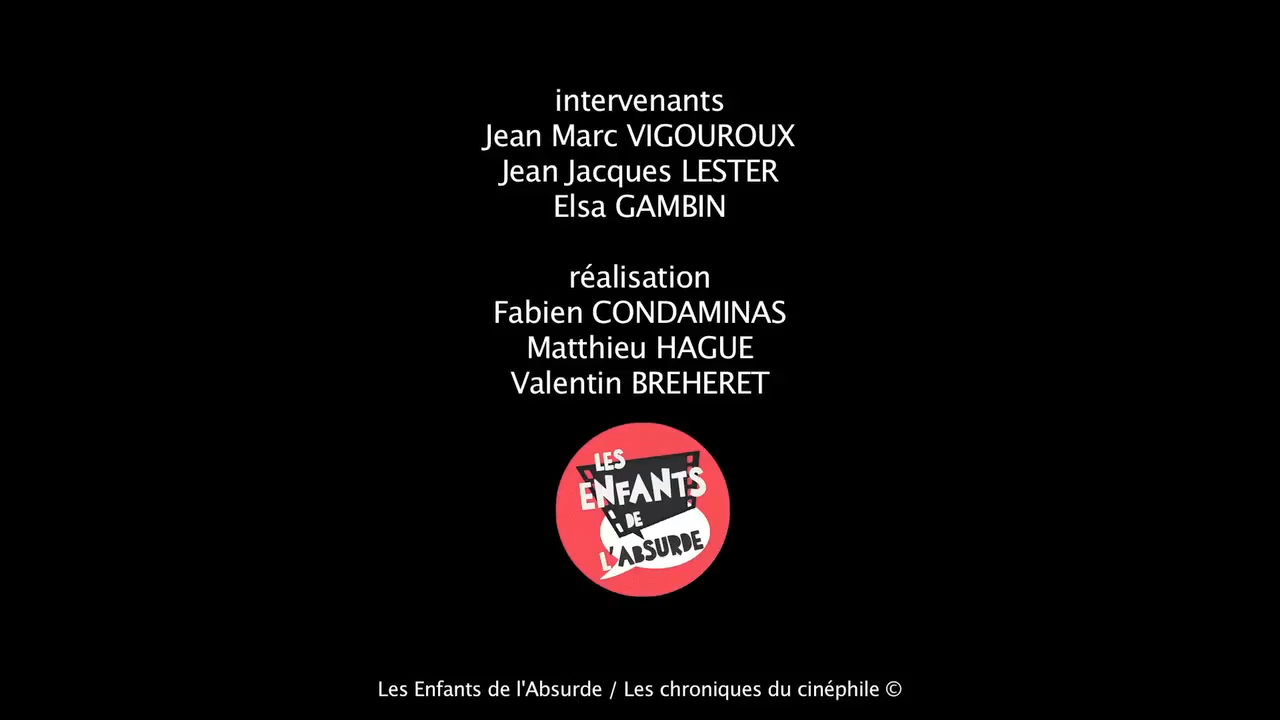 intervenants
Jean Marc VIGOUROUX
Jean Jacques LESTER
Elsa GAMBIN
réalisation
Fabien CONDAMINAS
Matthieu HAGUE
Valentin BREHERET
LES
ENFANTS
DE
L'ABSURDE
Les Enfants de l'Absurde / Les chroniques du cinéphile ©